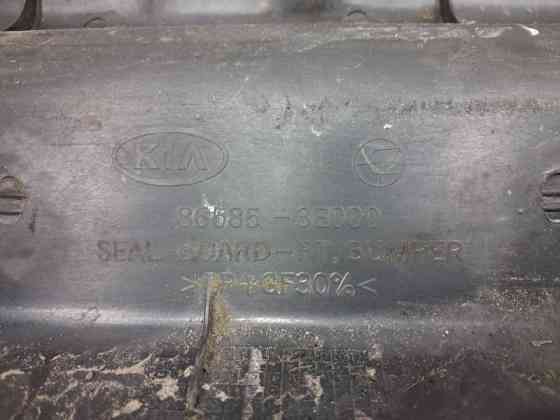 KIA
86585-3E000
SEAL GUARD-FT, BUMPER
>PP+GF30%<